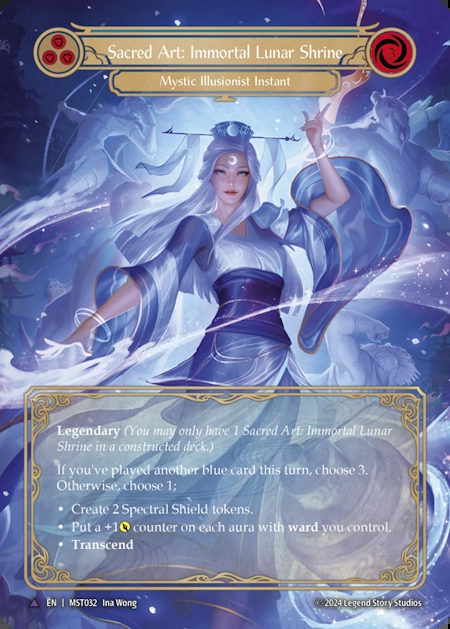 Sacred Art: Immortal Lunar Shrine
3
Mystic Illusionist Instant
Legendary (You may only have 1 Sacred Art: Immortal Lunar
Shrine in a constructed deck.)
If you've played another blue card this turn, choose 3.
Otherwise, choose 1;
• Create 2 Spectral Shield tokens.
• Put a +1 counter on each aura with ward you control.
• Transcend
EN | MST032 Ina Wong
© 2024 Legend Story Studios